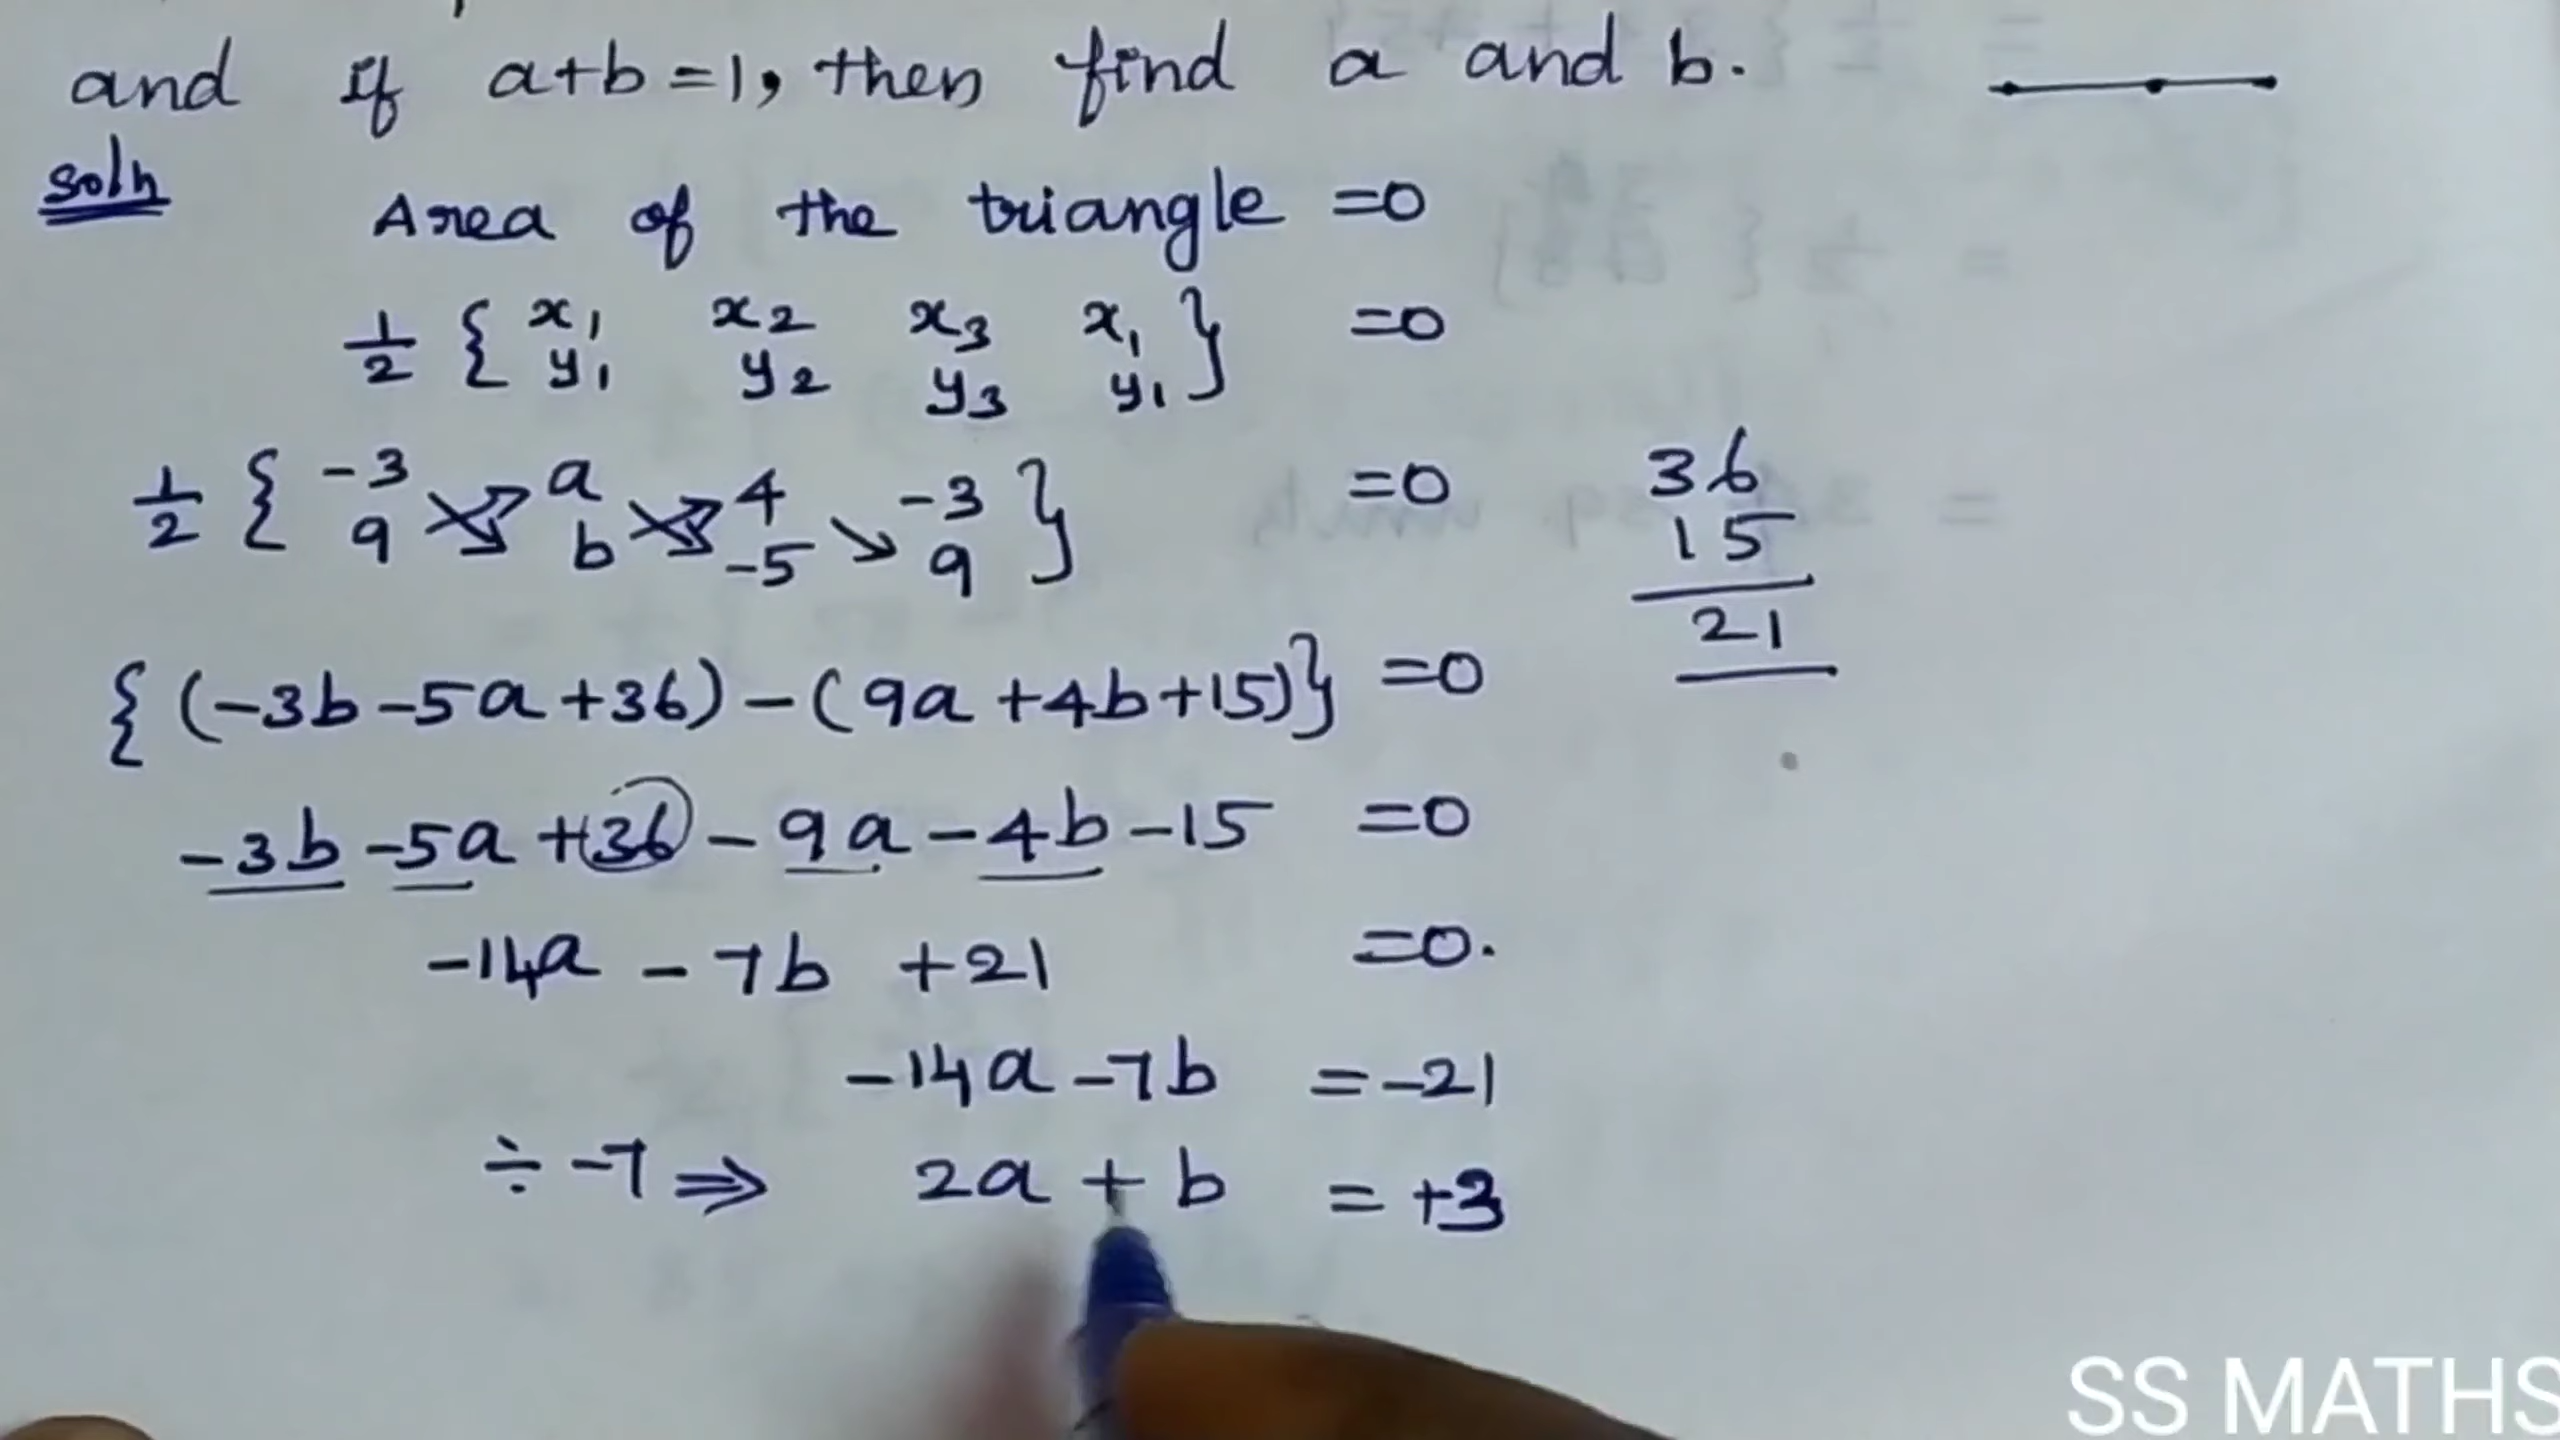 and if a+b=1, then find a and b.
Soln
Area of the triangle =0
1/2 { x1 x2 x3 x1 } =0
y1 y2 y3 y1
1/2 { -3 a 4 -3 } =0
9 b -5 9
36
15
21
{(-3b-5a+36)-(9a+4b+15)} =0
-3b-5a+36-9a-4b-15 =0
-14a-7b+21 =0.
-14a-7b =-21
÷-7⇒ 2a+b =+3
SS MATHS